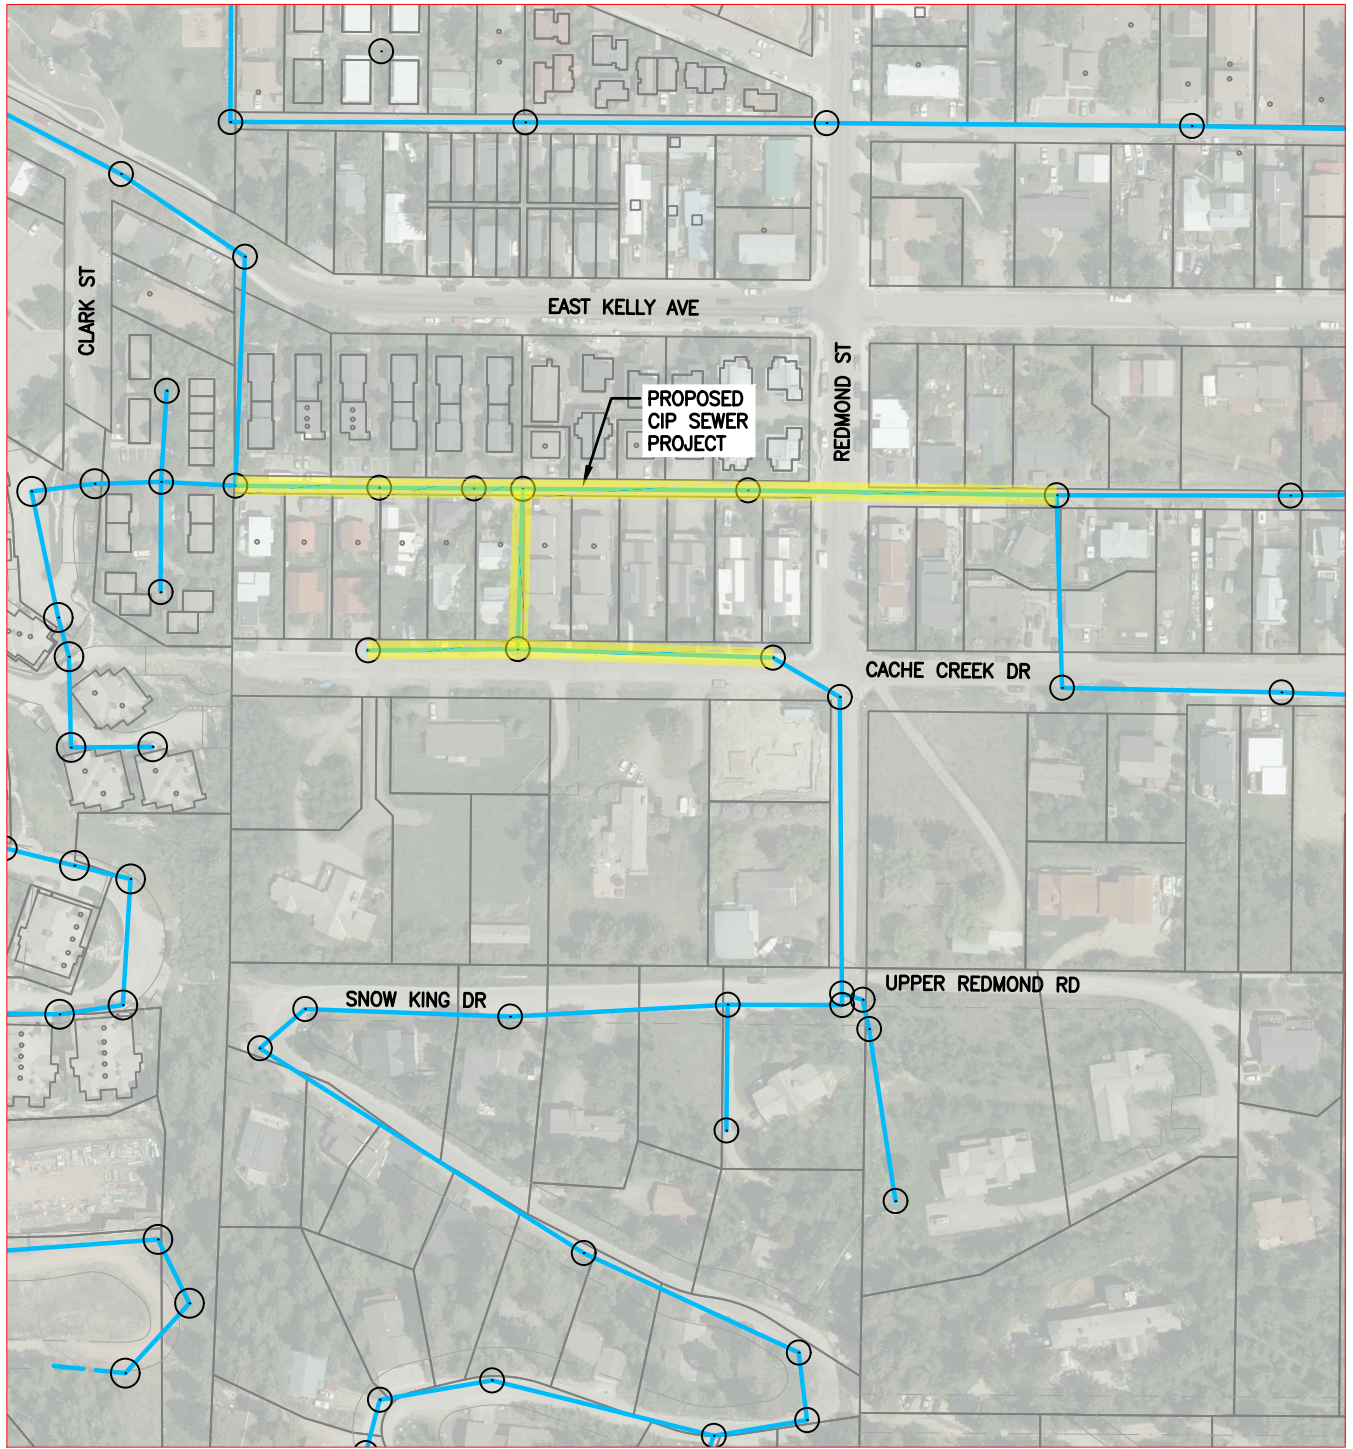 EAST KELLY AVE
CLARK ST
REDMOND ST
PROPOSED
CIP SEWER
PROJECT
CACHE CREEK DR
UPPER REDMOND RD
SNOW KING DR